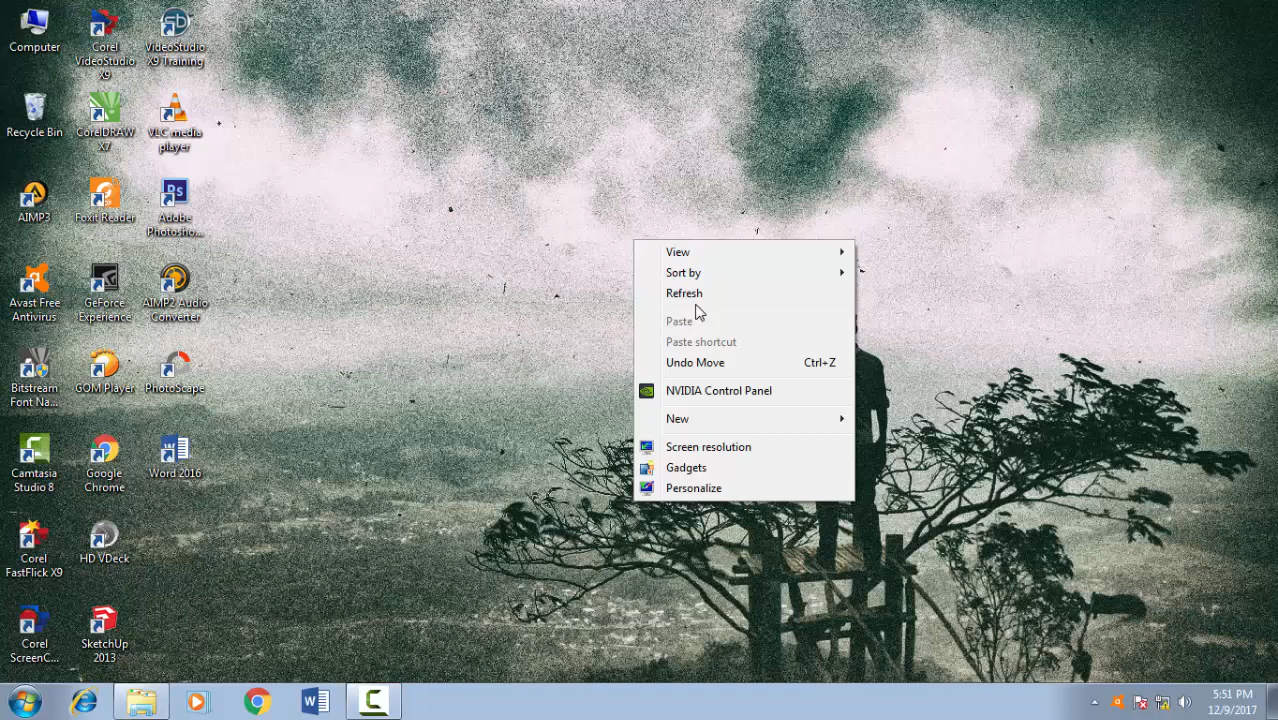 Computer
Corel
VideoStudio
X9
VideoStudio
X9 Training
Recycle Bin
CorelDRAW
X7
VLC media
player
AIMP3
Foxit Reader
Adobe
Photosho...
Avast Free
Antivirus
GeForce
Experience
AIMP2 Audio
Converter
Bitstream
Font Na...
GOM Player
PhotoScape
Camtasia
Studio 8
Google
Chrome
Word 2016
Corel
FastFlick X9
HD VDeck
Corel
ScreenC...
SketchUp
2013
View
Sort by
Refresh
Paste
Paste shortcut
Undo Move Ctrl+Z
NVIDIA Control Panel
New
Screen resolution
Gadgets
Personalize
5:51 PM
12/9/2017